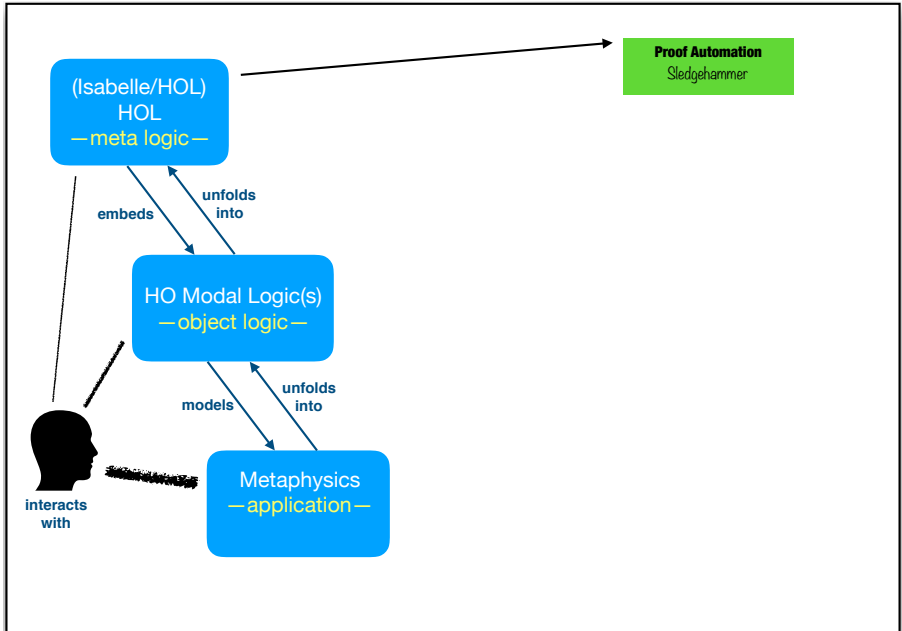 (Isabelle/HOL)
HOL
—meta logic—
Proof Automation
Sledgehammer
embeds
unfolds
into
HO Modal Logic(s)
—object logic—
models
unfolds
into
Metaphysics
—application—
interacts
with